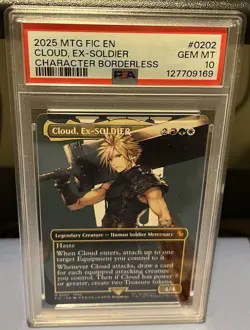 2025 MTG FIC EN #0202
CLOUD, EX-SOLDIER GEM MT
CHARACTER BORDERLESS 10
PSA 127709169
Cloud, Ex-SOLDIER
Legendary Creature — Human Soldier Mercenary
Haste
When Cloud enters, attach up to one
target Equipment you control to it.
Whenever Cloud attacks, draw a card
for each equipped attacking creature
you control. Then if Cloud has power 7
or greater, create two Treasure tokens.
4/4